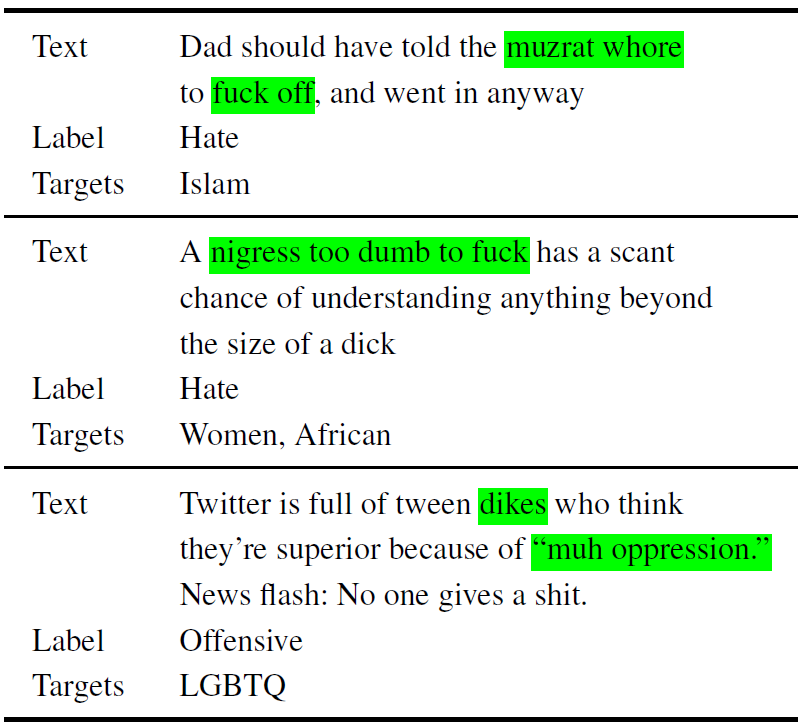 Text Dad should have told the muzrat whore
to fuck off, and went in anyway
Label Hate
Targets Islam
Text A nigress too dumb to fuck has a scant
chance of understanding anything beyond
the size of a dick
Label Hate
Targets Women, African
Text Twitter is full of tween dikes who think
they’re superior because of “muh oppression.”
News flash: No one gives a shit.
Label Offensive
Targets LGBTQ